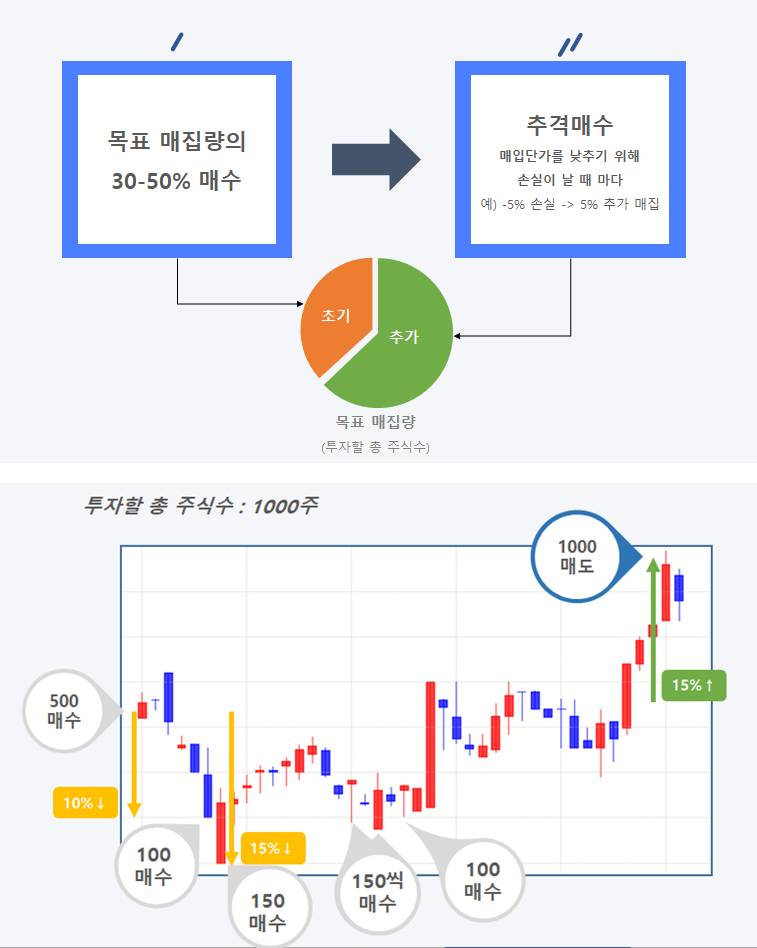 목표 매집량의
30-50% 매수
추격매수
매입단가를 낮추기 위해
손실이 날 때 마다
예) -5% 손실 -> 5% 추가 매집
초기
추가
목표 매집량
(투자할 총 주식수)
투자할 총 주식수 : 1000주
1000
매도
15%↑
500
매수
10%↓
15%↓
100
매수
150
매수
150씩
매수
100
매수